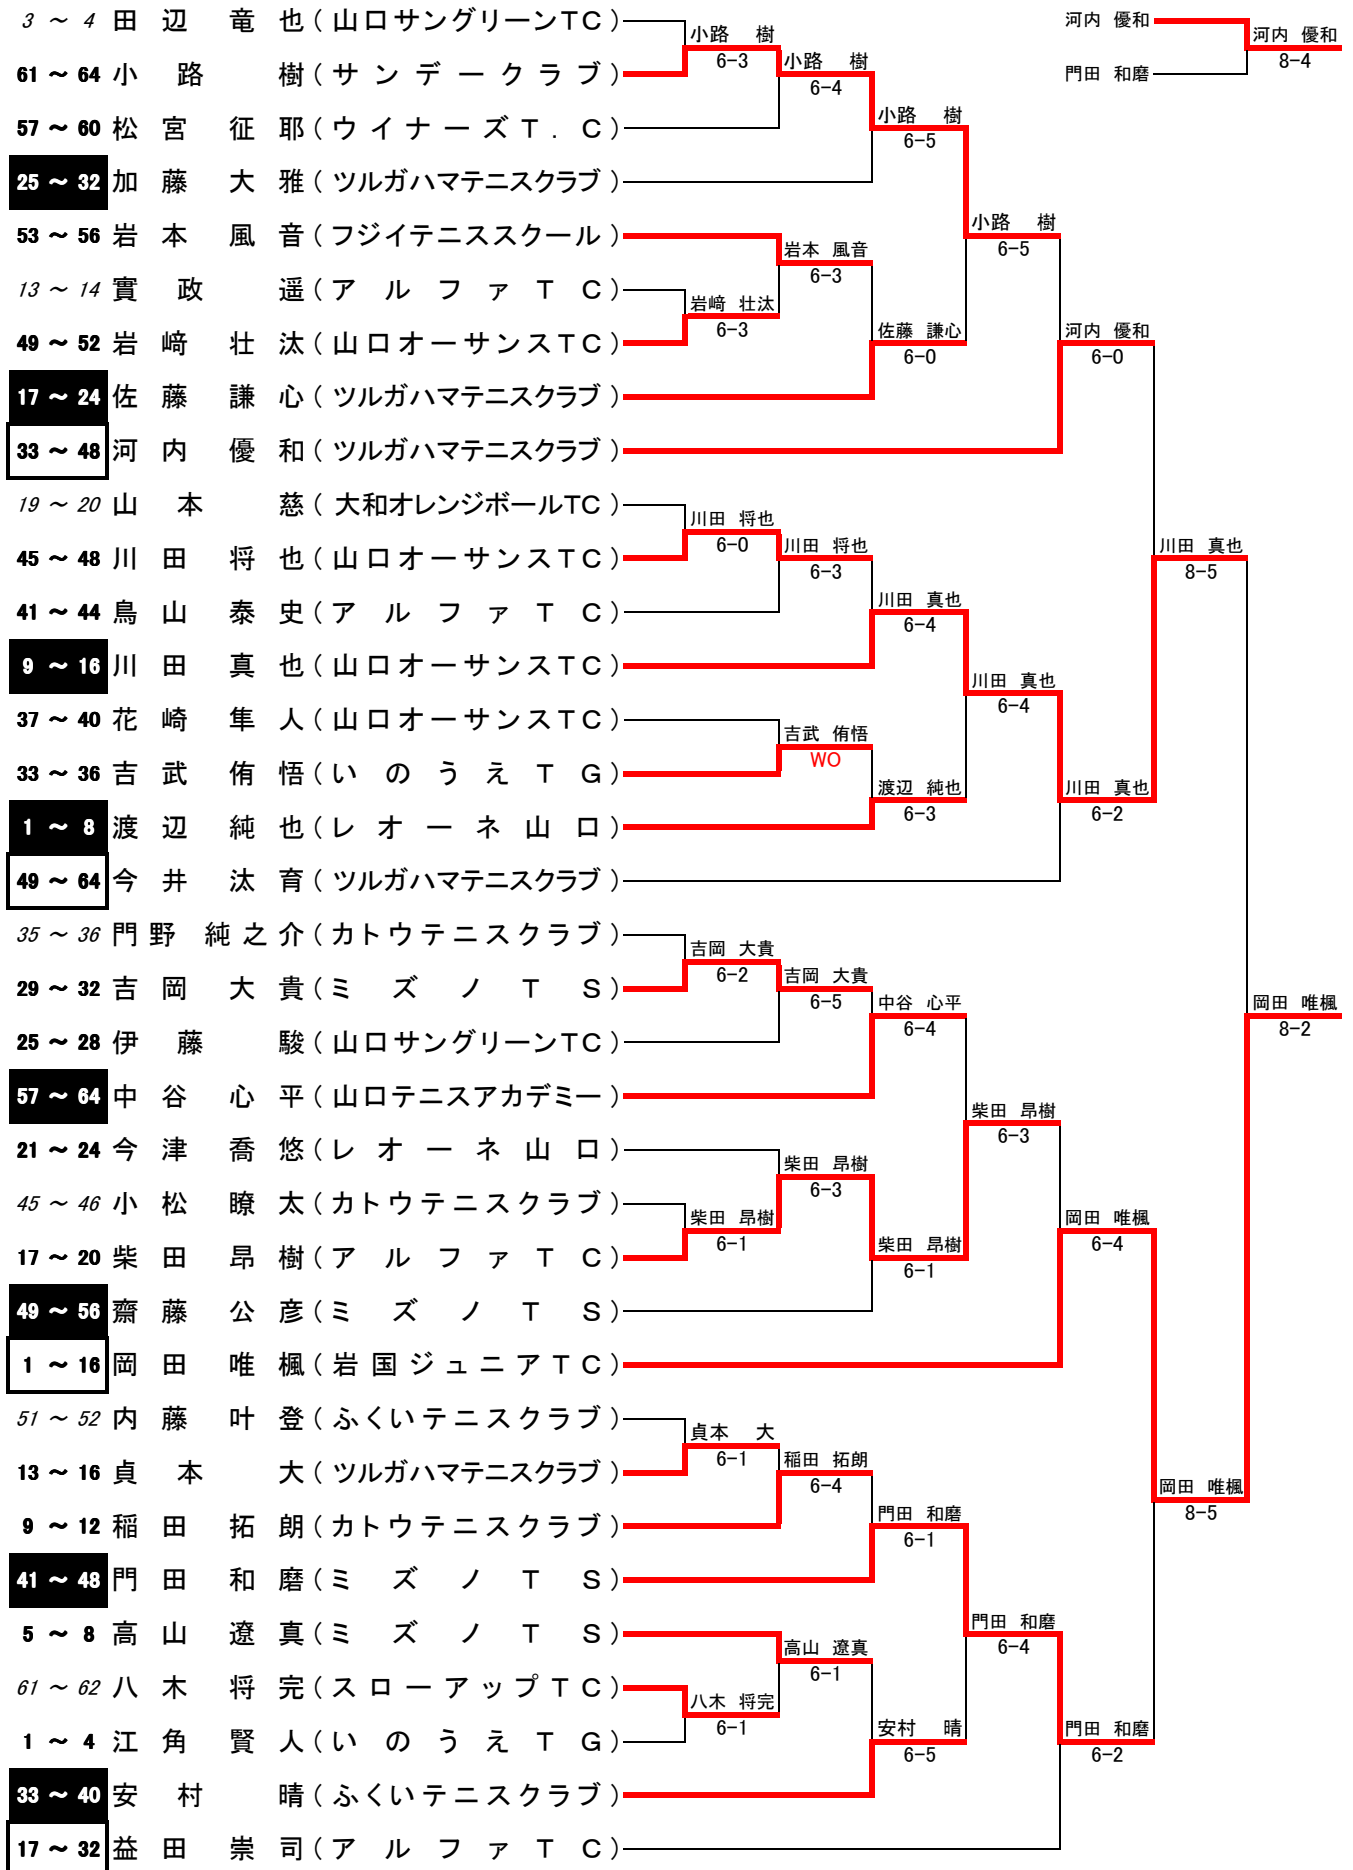 3 ～ 4 田辺 竜也(山口サングリーンTC)
61 ～ 64 小路 樹(サンデークラブ)
57 ～ 60 松宮征耶(ウイナーズT.C)
25 ～ 32 加藤 大雅(ツルガハマテニスクラブ)
53 ～ 56 岩本 風音(フジイテニススクール)
13 ～ 14 實政 遥(アルファTC)
49 ～ 52 岩﨑 壮汰(山口オーサンスTC)
17 ～ 24 佐藤 謙心(ツルガハマテニスクラブ)
33 ～ 48 河内 優和(ツルガハマテニスクラブ)
19 ～ 20 山本 慈(大和オレンジボールTC)
45 ～ 48 川田 将也(山口オーサンスTC)
41 ～ 44 鳥山 泰史(アルファTC)
9 ～ 16 川田 真也(山口オーサンスTC)
37 ～ 40 花崎 隼人(山口オーサンスTC)
33 ～ 36 吉武 侑悟(いのうえTG)
1 ～ 8 渡辺 純也(レオーネ山口)
49 ～ 64 今井 汰育(ツルガハマテニスクラブ)
35 ～ 36 門野 純之介(カトウテニスクラブ)
29 ～ 32 吉岡 大貴(ミズノTS)
25 ～ 28 伊藤 駿(山口サングリーンTC)
57 ～ 64 中谷 心平(山口テニスアカデミー)
21 ～ 24 今津 喬悠(レオーネ山口)
45 ～ 46 小松 瞭太(カトウテニスクラブ)
17 ～ 20 柴田 昂樹(アルファTC)
49 ～ 56 齋藤 公彦(ミズノTS)
1 ～ 16 岡田 唯楓(岩国ジュニアTC)
51 ～ 52 内藤 叶登(ふくいテニスクラブ)
13 ～ 16 貞本 大(ツルガハマテニスクラブ)
9 ～ 12 稲田 拓朗(カトウテニスクラブ)
41 ～ 48 門田 和磨(ミズノTS)
5 ～ 8 高山 遼真(ミズノTS)
61 ～ 62 八木 将完(スローアップTC)
1 ～ 4 江角 賢人(いのうえTG)
33 ～ 40 安村 晴(ふくいテニスクラブ)
17 ～ 32 益田 崇司(アルファTC)
小路 樹
6-3
岩﨑 壮汰
6-3
川田 将也
6-0
吉岡 大貴
6-2
柴田 昂樹
6-1
貞本 大
6-1
八木 将完
6-1
小路 樹
6-4
岩本 風音
6-3
川田 将也
6-3
吉武 侑悟
WO
吉岡 大貴
6-5
柴田 昂樹
6-3
稲田 拓朗
6-4
高山 遼真
6-1
小路 樹
6-5
佐藤 謙心
6-0
川田 真也
6-4
渡辺 純也
6-3
中谷 心平
6-4
柴田 昂樹
6-1
門田 和磨
6-1
安村 晴
6-5
小路 樹
6-5
川田 真也
6-4
柴田 昂樹
6-3
門田 和磨
6-4
河内 優和
6-0
川田 真也
6-2
岡田 唯楓
6-4
門田 和磨
6-2
川田 真也
8-5
岡田 唯楓
8-5
岡田 唯楓
8-2
河内 優和
門田 和磨
河内 優和
8-4